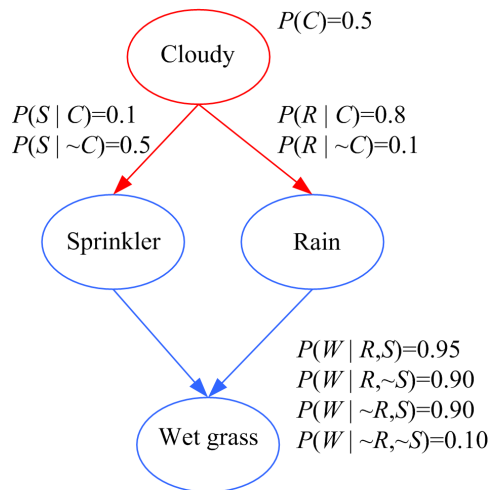 P(C)=0.5
Cloudy
P(S | C)=0.1
P(S | ~C)=0.5
P(R | C)=0.8
P(R | ~C)=0.1
Sprinkler
Rain
P(W | R,S)=0.95
P(W | R,~S)=0.90
P(W | ~R,S)=0.90
P(W | ~R,~S)=0.10
Wet grass